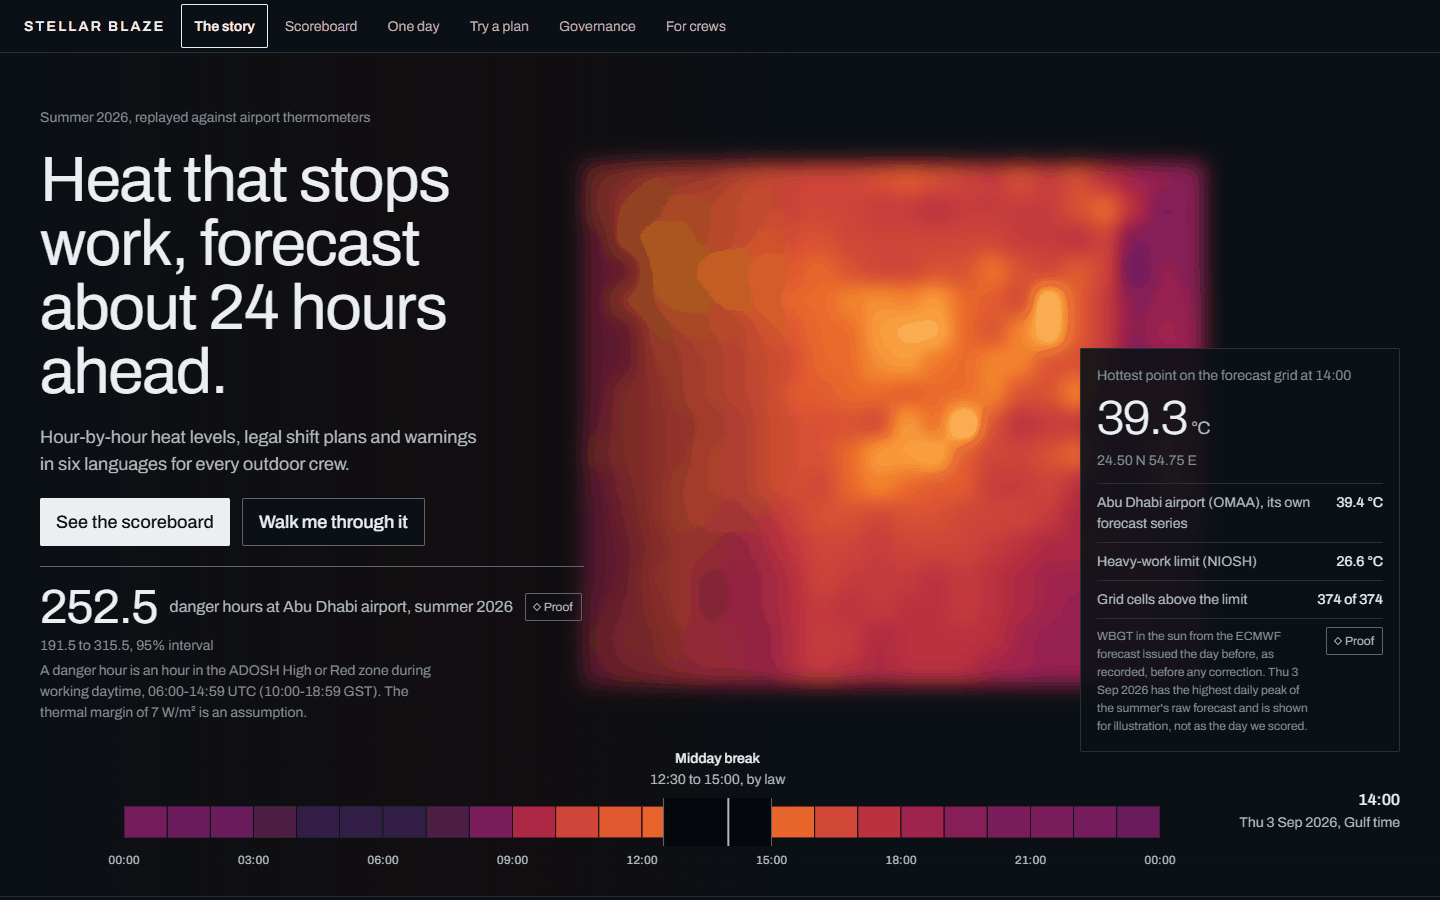 STELLAR BLAZE
The story
Scoreboard
One day
Try a plan
Governance
For crews
Summer 2026, replayed against airport thermometers
Heat that stops
work, forecast
about 24 hours
ahead.
Hour-by-hour heat levels, legal shift plans and warnings
in six languages for every outdoor crew.
See the scoreboard
Walk me through it
252.5 danger hours at Abu Dhabi airport, summer 2026 ◇ Proof
191.5 to 315.5, 95% interval
A danger hour is an hour in the ADOSH High or Red zone during
working daytime, 06:00-14:59 UTC (10:00-18:59 GST). The
thermal margin of 7 W/m² is an assumption.
Hottest point on the forecast grid at 14:00
39.3 °C
24.50 N 54.75 E
Abu Dhabi airport (OMAA), its own 39.4 °C
forecast series
Heavy-work limit (NIOSH) 26.6 °C
Grid cells above the limit 374 of 374
WBGT in the sun from the ECMWF
forecast issued the day before, as
recorded, before any correction. Thu 3
Sep 2026 has the highest daily peak of
the summer's raw forecast and is shown
for illustration, not as the day we scored.
◇ Proof
Midday break
12:30 to 15:00, by law
14:00
Thu 3 Sep 2026, Gulf time
00:00 03:00 06:00 09:00 12:00 15:00 18:00 21:00 00:00